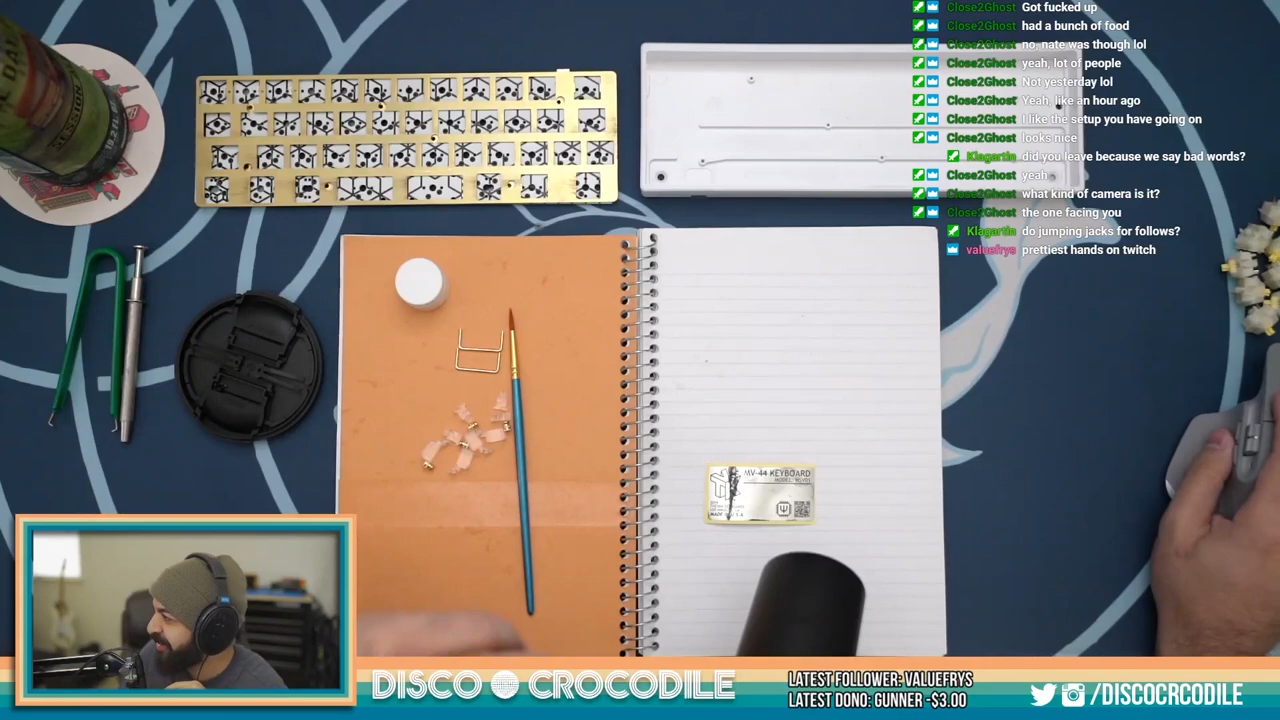 Close2Ghost Got fucked up
Close2Ghost had a bunch of food
Close2Ghost no, nate was though lol
Close2Ghost yeah, lot of people
Close2Ghost Not yesterday lol
Close2Ghost Yeah, like an hour ago
Close2Ghost I like the setup you have going on
Close2Ghost looks nice
Klagartin did you leave because we say bad words?
Close2Ghost yeah
Close2Ghost what kind of camera is it?
Close2Ghost the one facing you
Klagartin do jumping jacks for follows?
valuefrys prettiest hands on twitch
SESSION
MV-44 KEYBOARD
DISCO CROCODILE
LATEST FOLLOWER: VALUEFRYS
LATEST DONO: GUNNER -$3.00
/DISCOCRCODILE